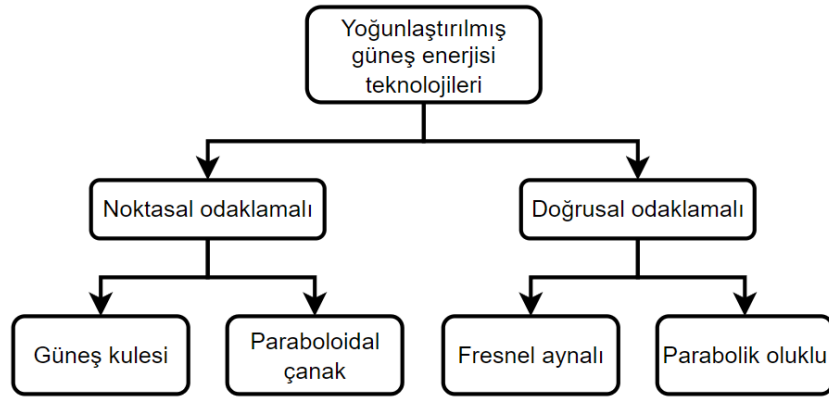 Yoğunlaştırılmış
güneş enerjisi
teknolojileri
Noktasal odaklamalı
Doğrusal odaklamalı
Güneş kulesi
Paraboloidal
çanak
Fresnel aynalı
Parabolik oluklu